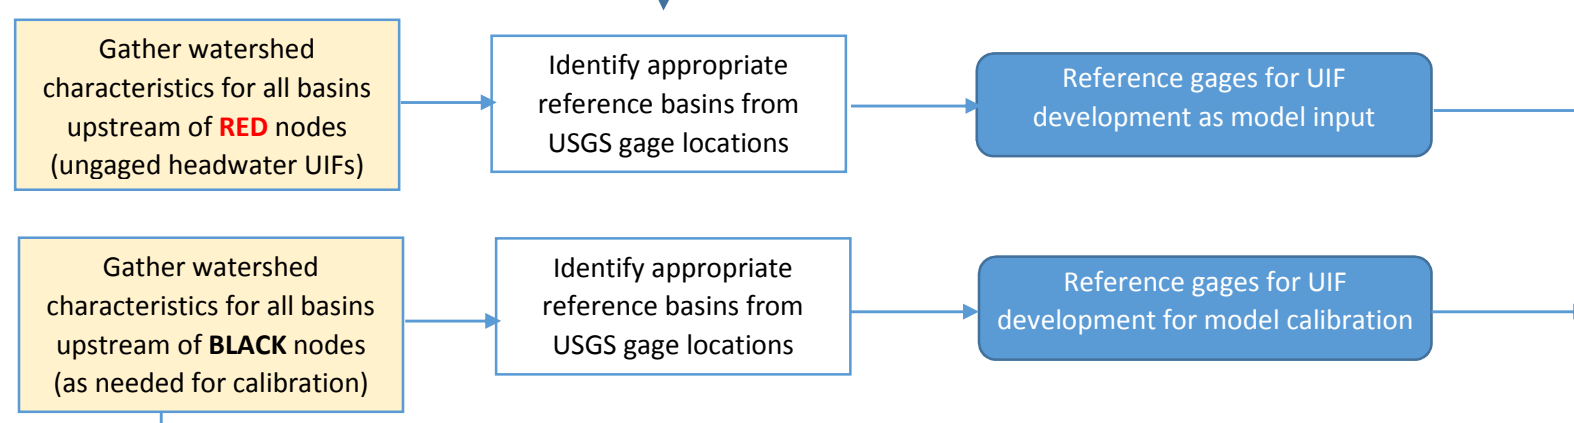 Gather watershed
characteristics for all basins
upstream of RED nodes
(ungaged headwater UIFs)
Identify appropriate
reference basins from
USGS gage locations
Reference gages for UIF
development as model input
Gather watershed
characteristics for all basins
upstream of BLACK nodes
(as needed for calibration)
Identify appropriate
reference basins from
USGS gage locations
Reference gages for UIF
development for model calibration